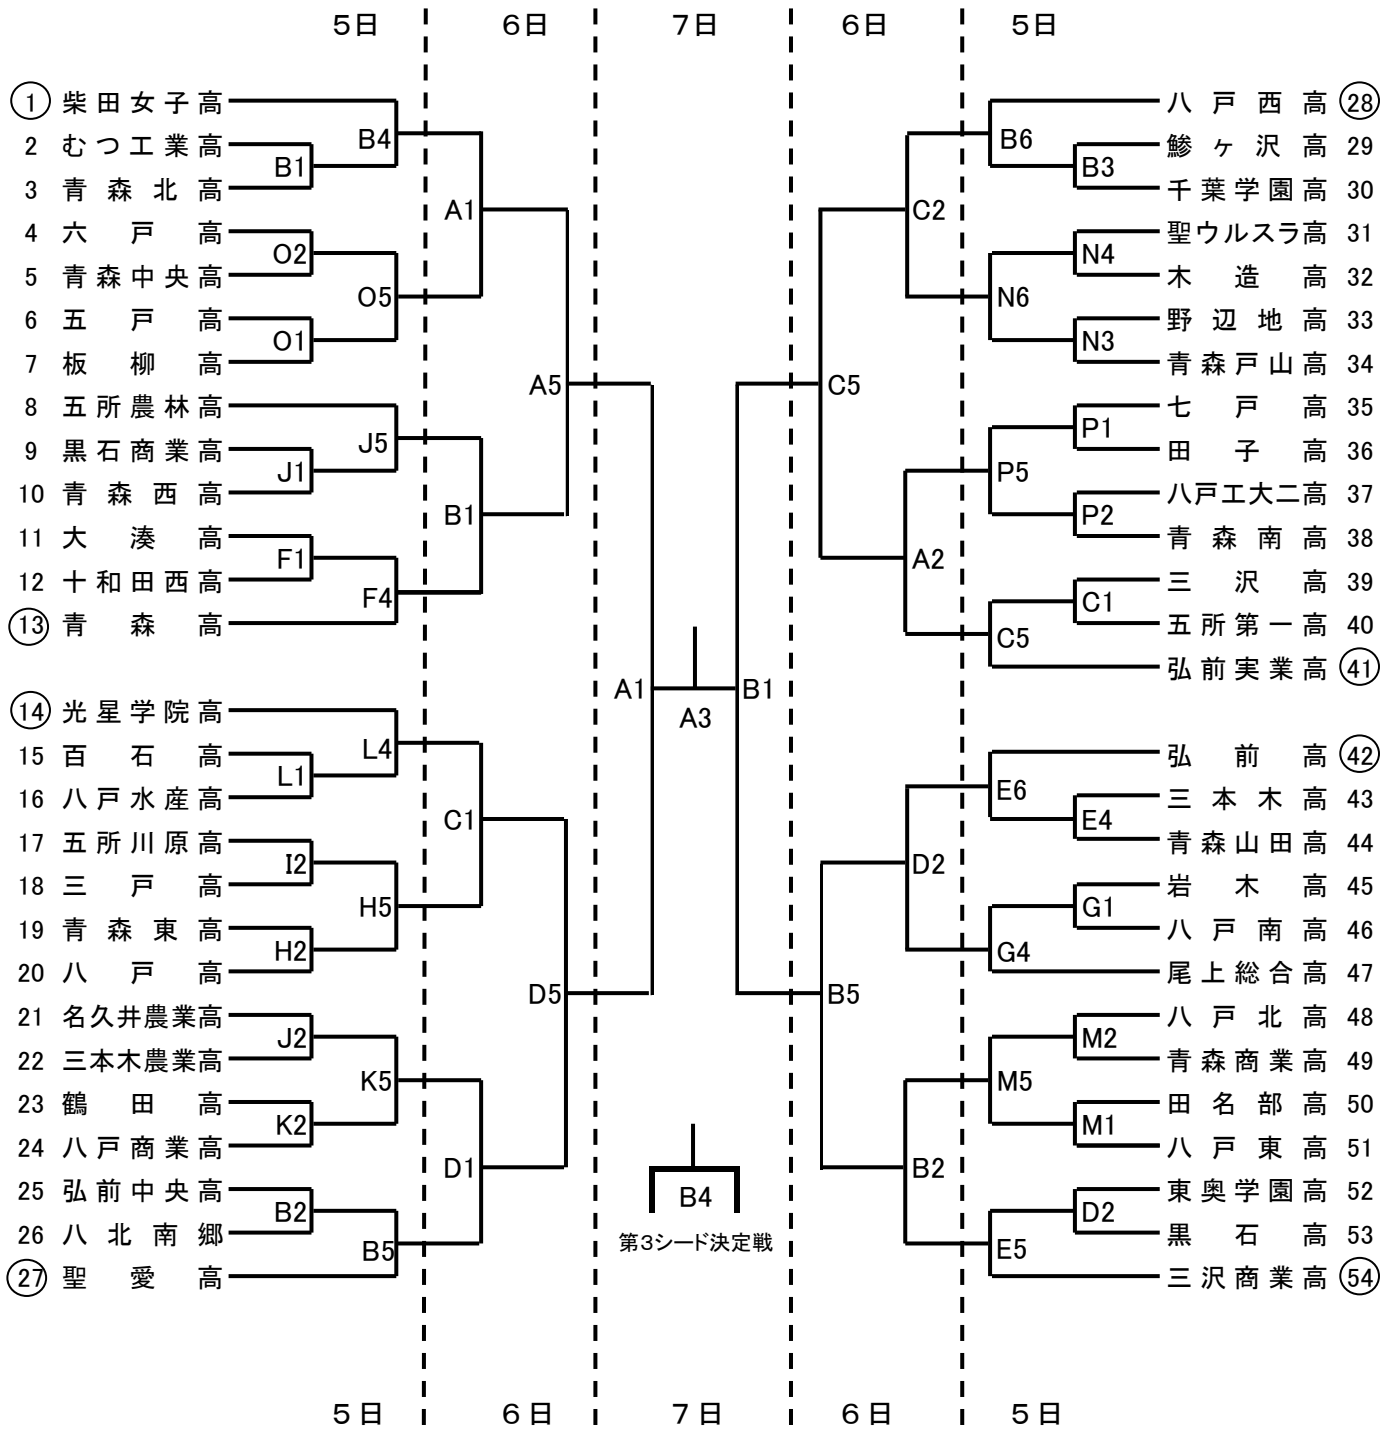 5日 6日 7日 6日 5日
1 柴田女子高
2 むつ工業高
3 青森北高
4 六戸高
5 青森中央高
6 五戸高
7 板柳高
8 五所農林高
9 黒石商業高
10 青森西高
11 大湊高
12 十和田西高
13 青森高
14 光星学院高
15 百石高
16 八戸水産高
17 五所川原高
18 三戸高
19 青森東高
20 八戸高
21 名久井農業高
22 三本木農業高
23 鶴田高
24 八戸商業高
25 弘前中央高
26 八北南郷
27 聖愛高
B4
B1
O2
O5
O1
J5
J1
F1
F4
L4
L1
I2
H5
H2
J2
K5
K2
B2
B5
A1
B1
C1
D1
A5
D5
A1
A3
B1
B4
第3シード決定戦
C5
B5
C2
A2
D2
B2
B6
B3
N4
N6
N3
P1
P5
P2
C1
C5
E6
E4
G1
G4
M2
M5
M1
D2
E5
八戸西高 28
鰺ヶ沢高 29
千葉学園高 30
聖ウルスラ高 31
木造高 32
野辺地高 33
青森戸山高 34
七戸高 35
田子高 36
八戸工大二高 37
青森南高 38
三沢高 39
五所第一高 40
弘前実業高 41
弘前高 42
三本木高 43
青森山田高 44
岩木高 45
八戸南高 46
尾上総合高 47
八戸北高 48
青森商業高 49
田名部高 50
八戸東高 51
東奥学園高 52
黒石高 53
三沢商業高 54
5日 6日 7日 6日 5日